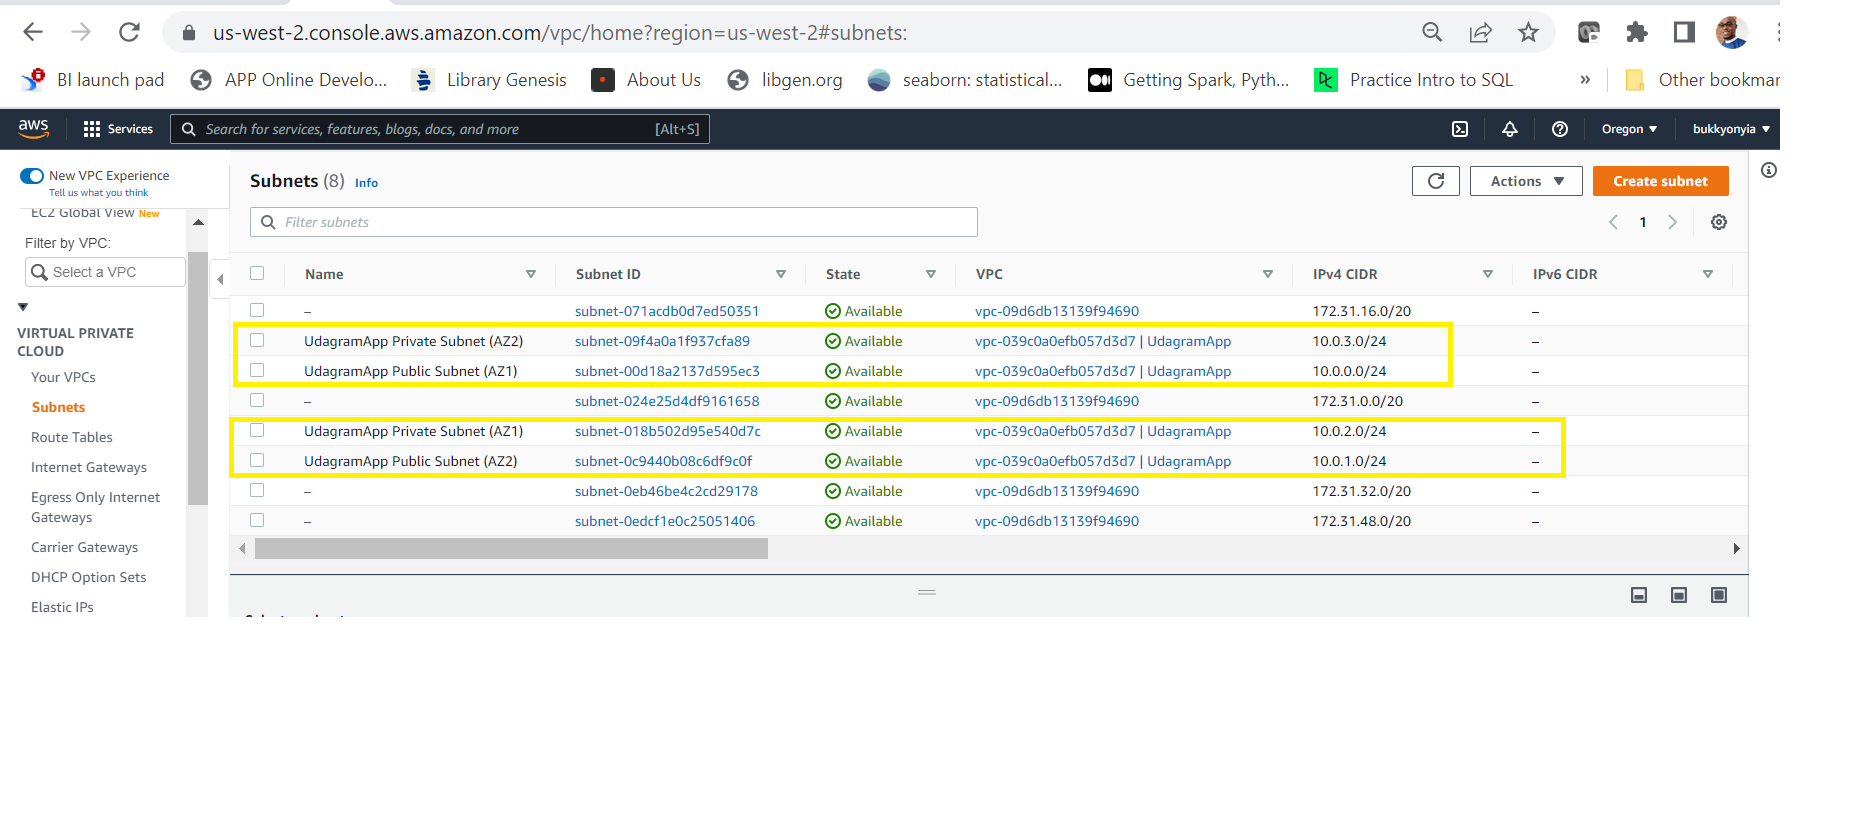 us-west-2.console.aws.amazon.com/vpc/home?region=us-west-2#subnets:
BI launch pad APP Online Develo... Library Genesis About Us libgen.org seaborn: statistical... Getting Spark, Pyth... Practice Intro to SQL » Other bookmar
aws Services Search for services, features, blogs, docs, and more [Alt+S] Oregon bukkyonyia
New VPC Experience
Tell us what you think
EC2 Global View New
Filter by VPC:
Select a VPC
VIRTUAL PRIVATE
CLOUD
Your VPCs
Subnets
Route Tables
Internet Gateways
Egress Only Internet
Gateways
Carrier Gateways
DHCP Option Sets
Elastic IPs
Subnets (8) Info
Actions Create subnet
Filter subnets
1
Name Subnet ID State VPC IPv4 CIDR IPv6 CIDR
– subnet-071acdb0d7ed50351 Available vpc-09d6db13139f94690 172.31.16.0/20 –
UdagramApp Private Subnet (AZ2) subnet-09f4a0a1f937cfa89 Available vpc-039c0a0efb057d3d7 | UdagramApp 10.0.3.0/24 –
UdagramApp Public Subnet (AZ1) subnet-00d18a2137d595ec3 Available vpc-039c0a0efb057d3d7 | UdagramApp 10.0.0.0/24 –
– subnet-024e25d4df9161658 Available vpc-09d6db13139f94690 172.31.0.0/20 –
UdagramApp Private Subnet (AZ1) subnet-018b502d95e540d7c Available vpc-039c0a0efb057d3d7 | UdagramApp 10.0.2.0/24 –
UdagramApp Public Subnet (AZ2) subnet-0c9440b08c6df9c0f Available vpc-039c0a0efb057d3d7 | UdagramApp 10.0.1.0/24 –
– subnet-0eb46be4c2cd29178 Available vpc-09d6db13139f94690 172.31.32.0/20 –
– subnet-0edcf1e0c25051406 Available vpc-09d6db13139f94690 172.31.48.0/20 –